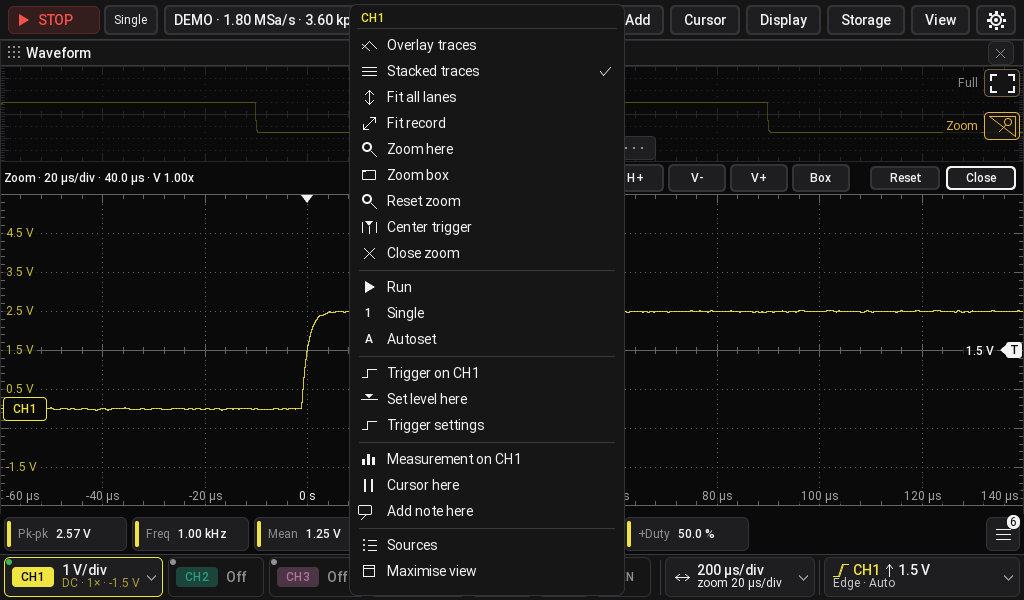 STOP
Single
DEMO · 1.80 MSa/s · 3.60 kp
Add
Cursor
Display
Storage
View
Waveform
Full
Zoom
Zoom · 20 µs/div · 40.0 µs · V 1.00x
H+
V-
V+
Box
Reset
Close
CH1
Overlay traces
Stacked traces
Fit all lanes
Fit record
Zoom here
Zoom box
Reset zoom
Center trigger
Close zoom
Run
1 Single
A Autoset
Trigger on CH1
Set level here
Trigger settings
Measurement on CH1
Cursor here
Add note here
Sources
Maximise view
4.5 V
3.5 V
2.5 V
1.5 V
0.5 V
CH1
-1.5 V
1.5 V T
-60 µs
-40 µs
-20 µs
0 s
s
80 µs
100 µs
120 µs
140 µs
Pk-pk 2.57 V
Freq 1.00 kHz
Mean 1.25 V
+Duty 50.0 %
6
CH1
1 V/div
DC · 1× · -1.5 V
CH2 Off
CH3 Off
N
200 µs/div
zoom 20 µs/div
CH1 1.5 V
Edge · Auto